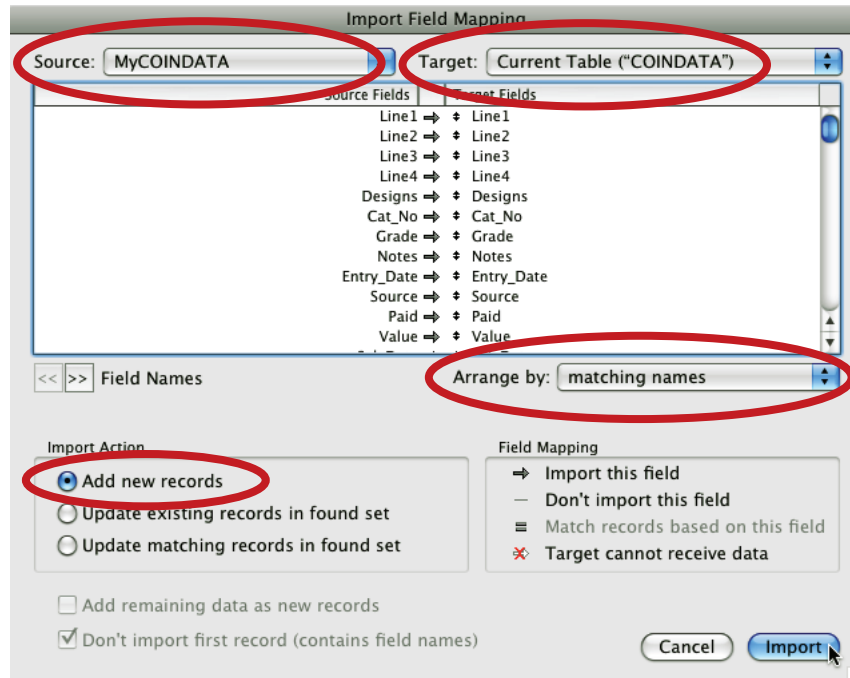 Import Field Mapping
Source: MyCOINDATA Target: Current Table ("COINDATA")
Source Fields Target Fields
Line1 Line1
Line2 Line2
Line3 Line3
Line4 Line4
Designs Designs
Cat_No Cat_No
Grade Grade
Notes Notes
Entry_Date Entry_Date
Source Source
Paid Paid
Value Value
<< >> Field Names Arrange by: matching names
Import Action Field Mapping
Add new records Import this field
Update existing records in found set Don't import this field
Update matching records in found set Match records based on this field
Target cannot receive data
Add remaining data as new records
Don't import first record (contains field names)
Cancel Import